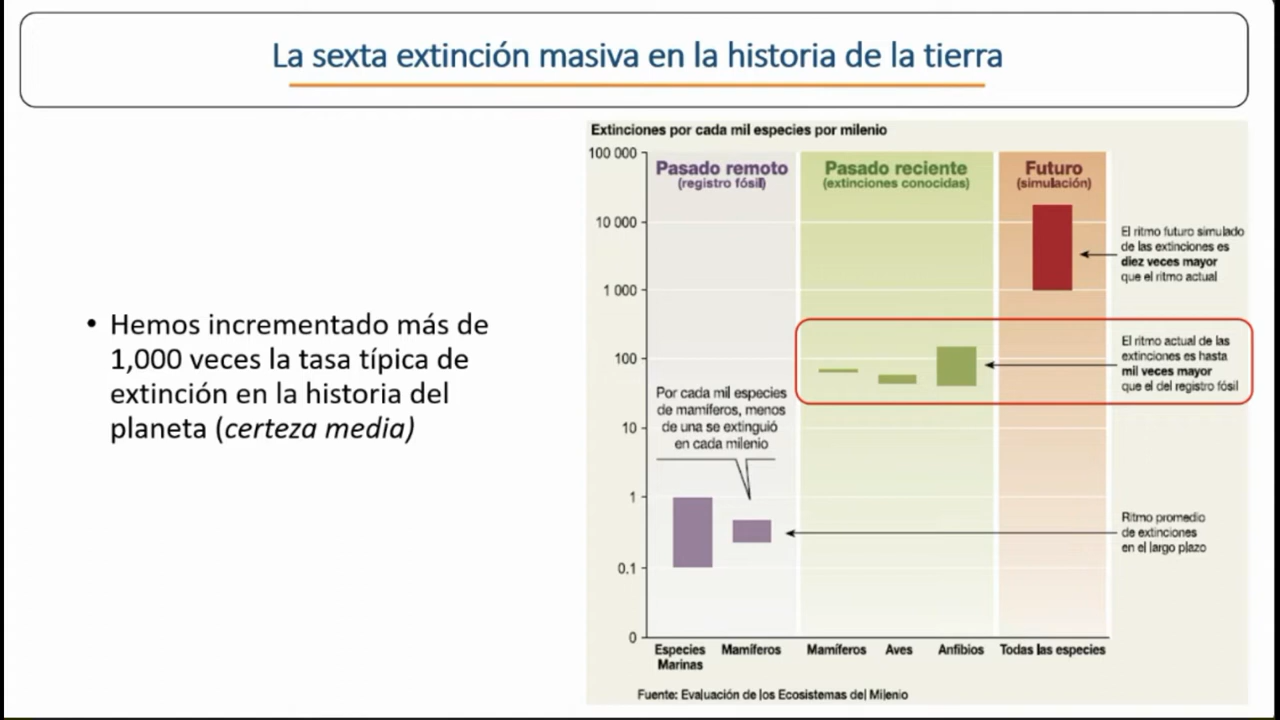 La sexta extinción masiva en la historia de la tierra
• Hemos incrementado más de
1,000 veces la tasa típica de
extinción en la historia del
planeta (certeza media)
Extinciones por cada mil especies por milenio
100 000
10 000
1 000
100
10
1
0.1
0
Pasado remoto
(registro fósil)
Pasado reciente
(extinciones conocidas)
Futuro
(simulación)
Por cada mil especies
de mamíferos, menos
de una se extinguió
en cada milenio
El ritmo futuro simulado
de las extinciones es
diez veces mayor
que el ritmo actual
El ritmo actual de las
extinciones es hasta
mil veces mayor
que el del registro fósil
Ritmo promedio
de extinciones
en el largo plazo
Especies
Marinas
Mamíferos
Mamíferos
Aves
Anfibios
Todas las especies
Fuente: Evaluación de los Ecosistemas del Milenio